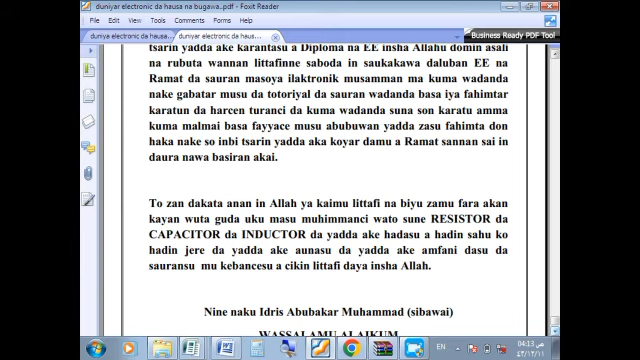 duniyar electronic da hausa na bugawa..pdf - Foxit Reader
File Edit View Tools Comments Help
duniya electronic da hausa...
duniyar electronic da haus...
Business Ready PDF Tool
tsarin yadda ake karantasu a Diploma na EE insha Allahu domin asali
na rubuta wannan littafinne saboda in saukakawa daluban EE na
Ramat da sauran masoya ilaktronik musamman ma kuma wadanda
nake gabatar musu da totoriyal da sauran wadanda basa iya fahimtar
karatun da harcen turanci da kuma wadanda suna son karatu amma
kuma malmai basa fayyace musu abubuwan yadda zasu fahimta don
haka nake so inbi tsarin yadda aka koyar damu a Ramat sannan sai in
daura nawa basiran akai.
To zan dakata anan in Allah ya kaimu littafi na biyu zamu fara akan
kayan wuta guda uku masu muhimmanci wato sune RESISTOR da
CAPACITOR da INDUCTOR da yadda ake hadasu a hadin sahu ko
hadin jere da yadda ake aunasu da yadda ake amfani dasu da
sauransu mu kebancesu a cikin littafi daya insha Allah.
Nine naku Idris Abubakar Muhammad (sibawai)
WASSALAMU ALAIKUM
EN
04:13 ص